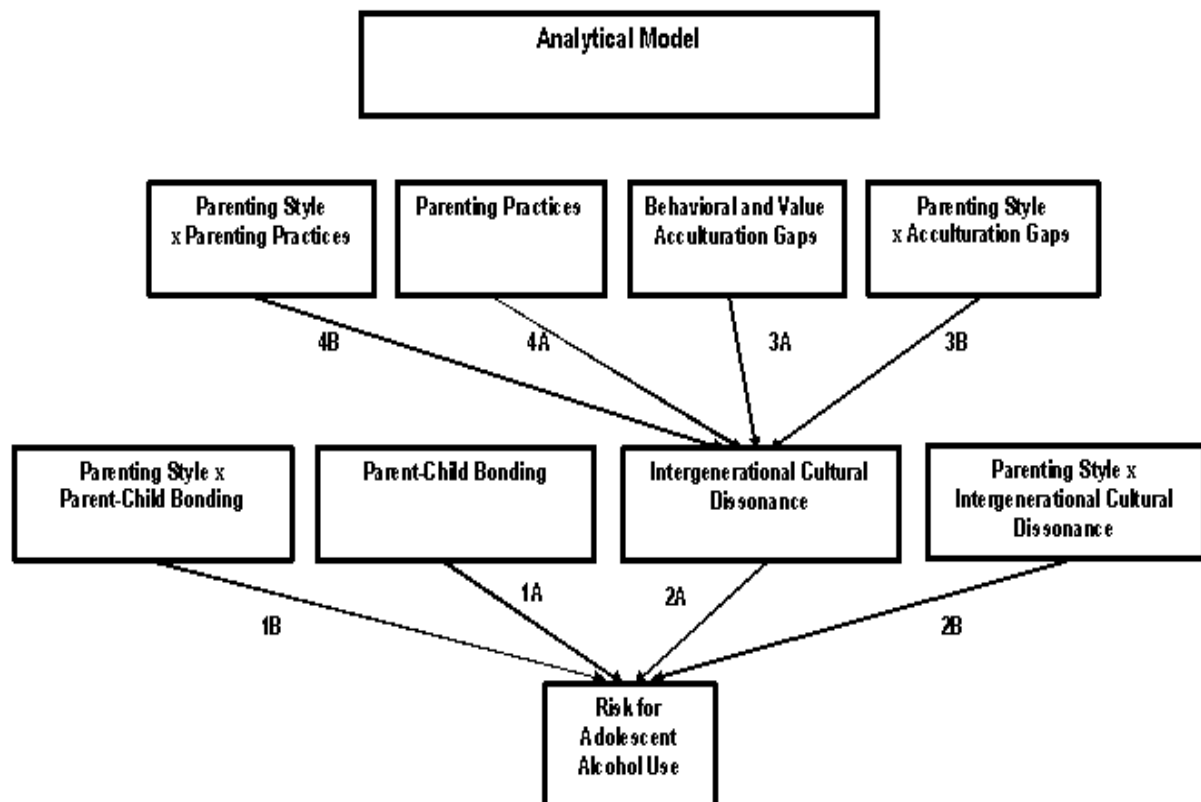 Analytical Model
Parenting Style
x Parenting Practices
Parenting Practices
Behavioral and Value
Acculturation Gaps
Parenting Style
x Acculturation Gaps
4B
4A
3A
3B
Parenting Style x
Parent-Child Bonding
Parent-Child Bonding
Intergenerational Cultural
Dissonance
Parenting Style x
Intergenerational Cultural
Dissonance
1B
1A
2A
2B
Risk for
Adolescent
Alcohol Use